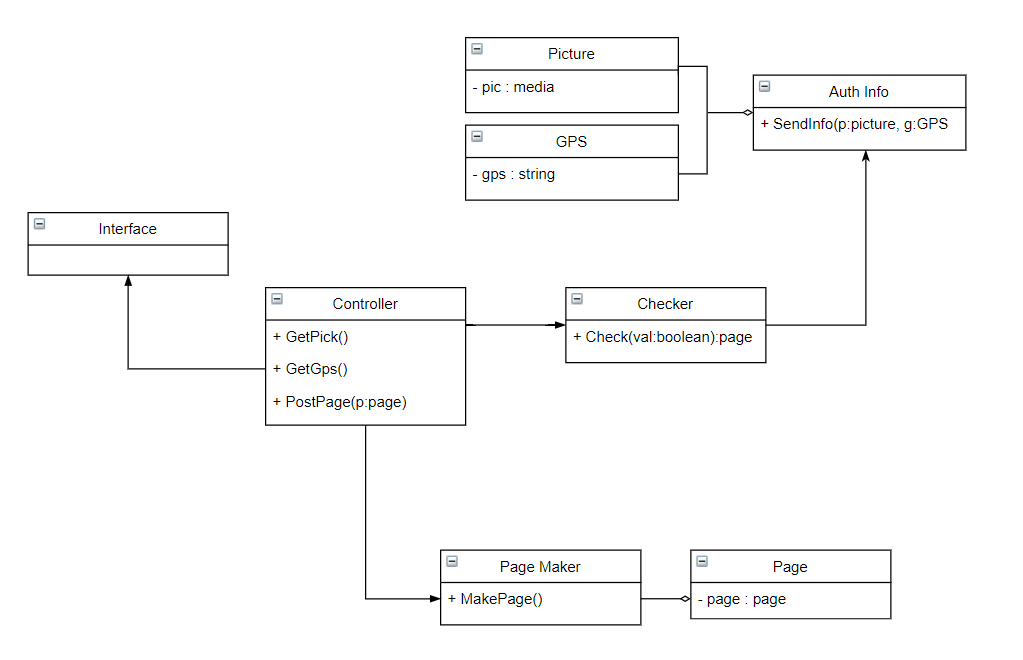 Picture
- pic : media
Auth Info
+ SendInfo(p:picture, g:GPS
GPS
- gps : string
Interface
Controller
+ GetPick()
+ GetGps()
+ PostPage(p:page)
Checker
+ Check(val:boolean):page
Page Maker
+ MakePage()
Page
- page : page